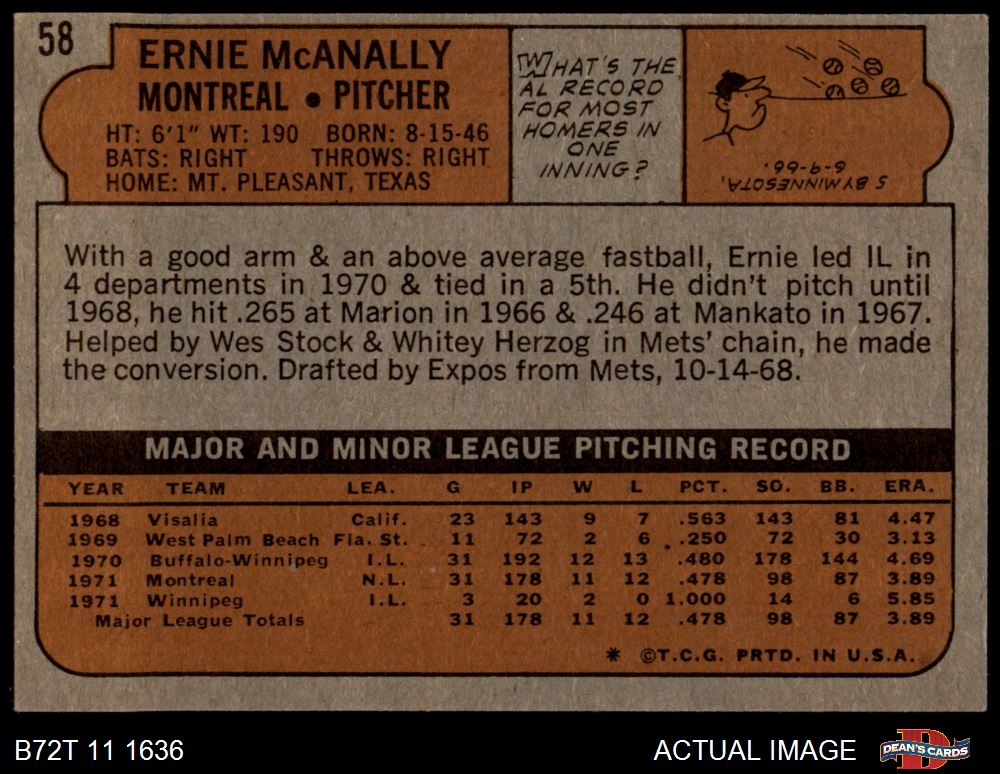 58
ERNIE McANALLY
MONTREAL • PITCHER
HT: 6'1" WT: 190 BORN: 8-15-46
BATS: RIGHT THROWS: RIGHT
HOME: MT. PLEASANT, TEXAS
WHAT'S THE
AL RECORD
FOR MOST
HOMERS IN
ONE
INNING?
5 BY MINNESOTA,
6-9-66.
With a good arm & an above average fastball, Ernie led IL in
4 departments in 1970 & tied in a 5th. He didn't pitch until
1968, he hit .265 at Marion in 1966 & .246 at Mankato in 1967.
Helped by Wes Stock & Whitey Herzog in Mets' chain, he made
the conversion. Drafted by Expos from Mets, 10-14-68.
MAJOR AND MINOR LEAGUE PITCHING RECORD
YEAR TEAM LEA. G IP W L PCT. SO. BB. ERA.
1968 Visalia Calif. 23 143 9 7 .563 143 81 4.47
1969 West Palm Beach Fla. St. 11 72 2 6 .250 72 30 3.13
1970 Buffalo-Winnipeg I.L. 31 192 12 13 .480 178 144 4.69
1971 Montreal N.L. 31 178 11 12 .478 98 87 3.89
1971 Winnipeg I.L. 3 20 2 0 1.000 14 6 5.85
Major League Totals 31 178 11 12 .478 98 87 3.89
* ©T.C.G. PRTD. IN U.S.A.
B72T 11 1636
ACTUAL IMAGE
DEAN'S CARDS